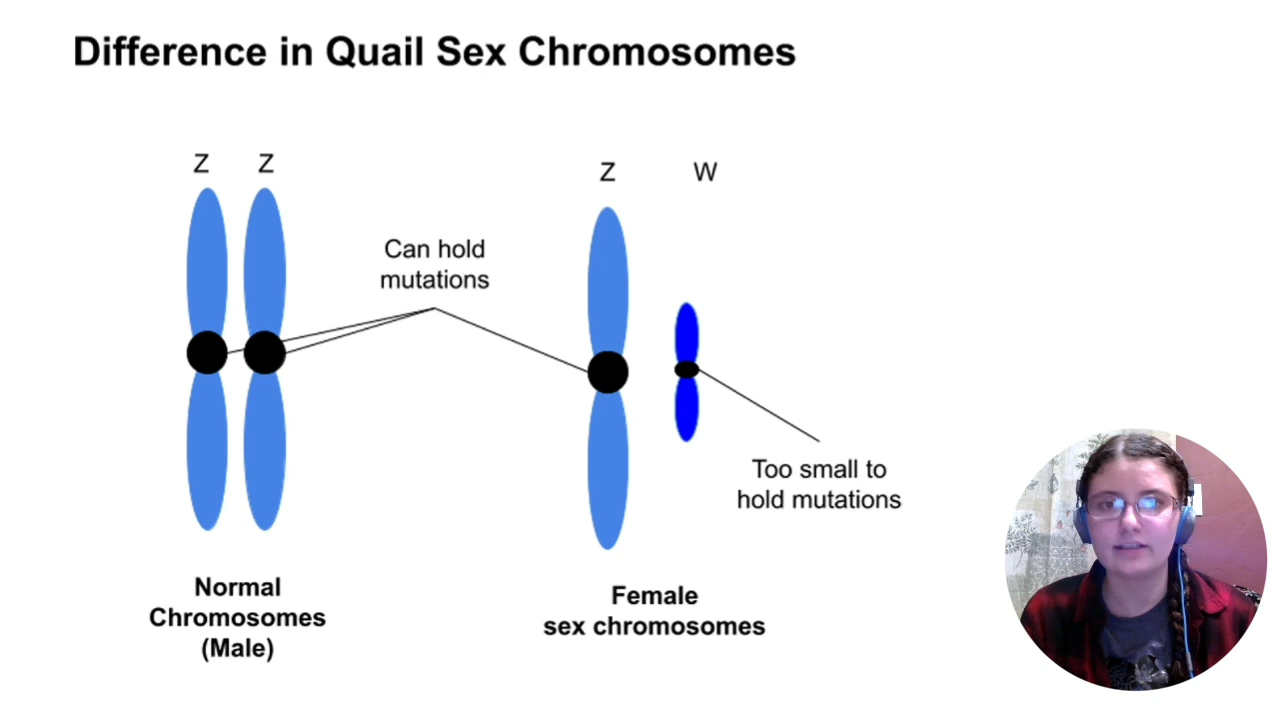 Difference in Quail Sex Chromosomes
Z Z
Z W
Can hold
mutations
Too small to
hold mutations
Normal
Chromosomes
(Male)
Female
sex chromosomes